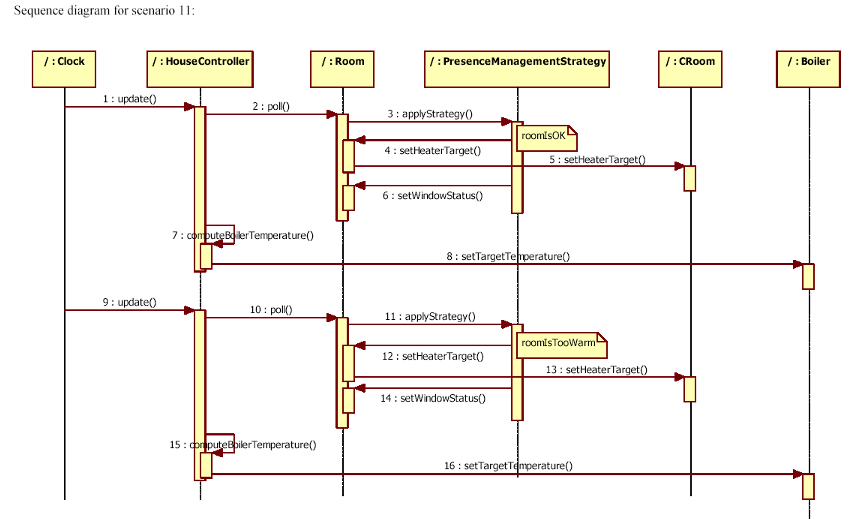 Sequence diagram for scenario 11:
/ : Clock
/ : HouseController
/ : Room
/ : PresenceManagementStrategy
/ : CRoom
/ : Boiler
1 : update()
2 : poll()
3 : applyStrategy()
roomIsOK
4 : setHeaterTarget()
5 : setHeaterTarget()
6 : setWindowStatus()
7 : computeBoilerTemperature()
8 : setTargetTemperature()
9 : update()
10 : poll()
11 : applyStrategy()
roomIsTooWarm
12 : setHeaterTarget()
13 : setHeaterTarget()
14 : setWindowStatus()
15 : computeBoilerTemperature()
16 : setTargetTemperature()